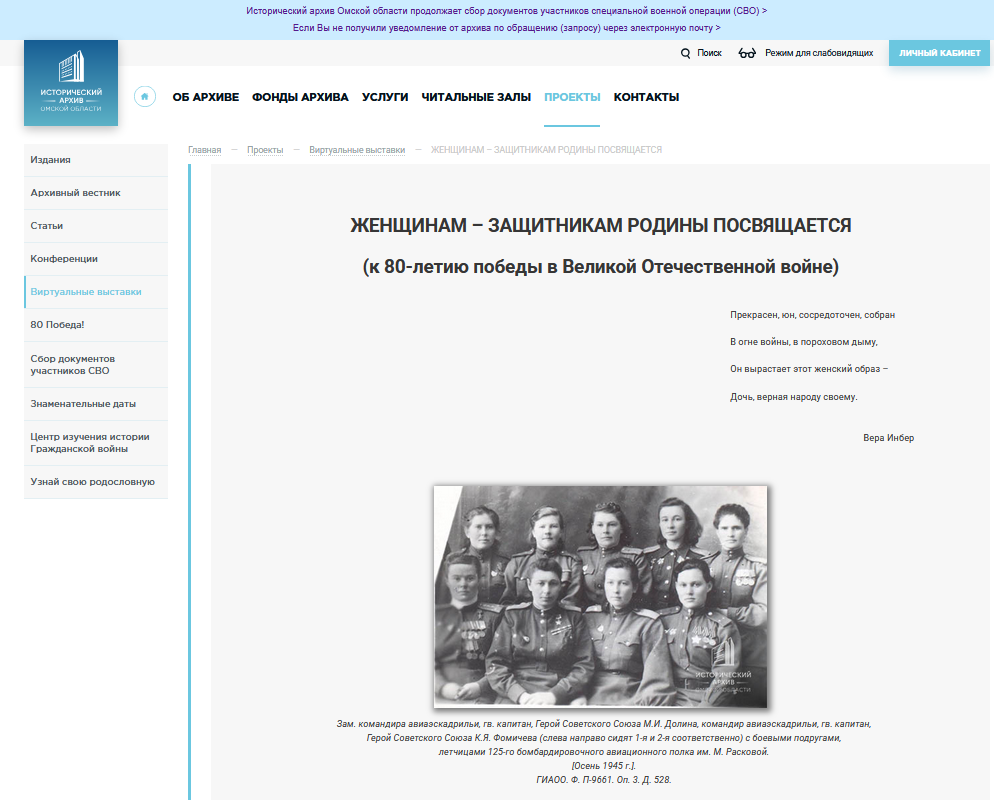 Исторический архив Омской области продолжает сбор документов участников специальной военной операции (СВО) >
Если Вы не получили уведомление от архива по обращению (запросу) через электронную почту >
Поиск
Режим для слабовидящих
ЛИЧНЫЙ КАБИНЕТ
ИСТОРИЧЕСКИЙ
АРХИВ
ОМСКОЙ ОБЛАСТИ
ОБ АРХИВЕ
ФОНДЫ АРХИВА
УСЛУГИ
ЧИТАЛЬНЫЕ ЗАЛЫ
ПРОЕКТЫ
КОНТАКТЫ
Главная — Проекты — Виртуальные выставки — ЖЕНЩИНАМ – ЗАЩИТНИКАМ РОДИНЫ ПОСВЯЩАЕТСЯ
Издания
Архивный вестник
Статьи
Конференции
Виртуальные выставки
80 Победа!
Сбор документов
участников СВО
Знаменательные даты
Центр изучения истории
Гражданской войны
Узнай свою родословную
ЖЕНЩИНАМ – ЗАЩИТНИКАМ РОДИНЫ ПОСВЯЩАЕТСЯ
(к 80-летию победы в Великой Отечественной войне)
Прекрасен, юн, сосредоточен, собран
В огне войны, в пороховом дыму,
Он вырастает этот женский образ –
Дочь, верная народу своему.
Вера Инбер
ИСТОРИЧЕСКИЙ
АРХИВ
ОМСКОЙ ОБЛАСТИ
Зам. командира авиаэскадрильи, гв. капитан, Герой Советского Союза М.И. Долина, командир авиаэскадрильи, гв. капитан,
Герой Советского Союза К.Я. Фомичева (слева направо сидят 1-я и 2-я соответственно) с боевыми подругами,
летчицами 125-го бомбардировочного авиационного полка им. М. Расковой.
[Осень 1945 г.].
ГИАОО. Ф. П-9661. Оп. 3. Д. 528.